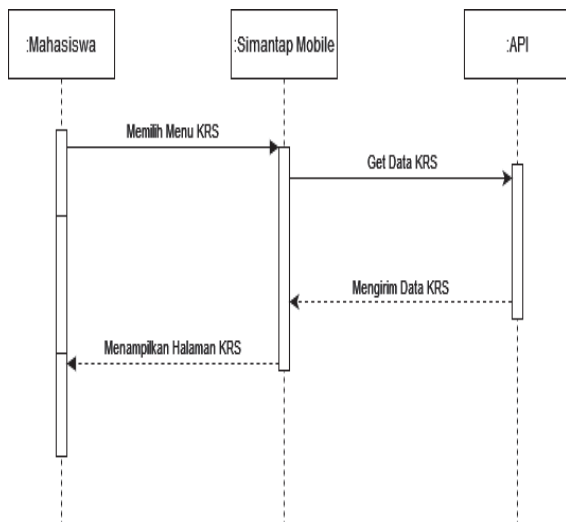 :Mahasiswa
:Simantap Mobile
:API
Memilih Menu KRS
Get Data KRS
Mengirim Data KRS
Menampilkan Halaman KRS